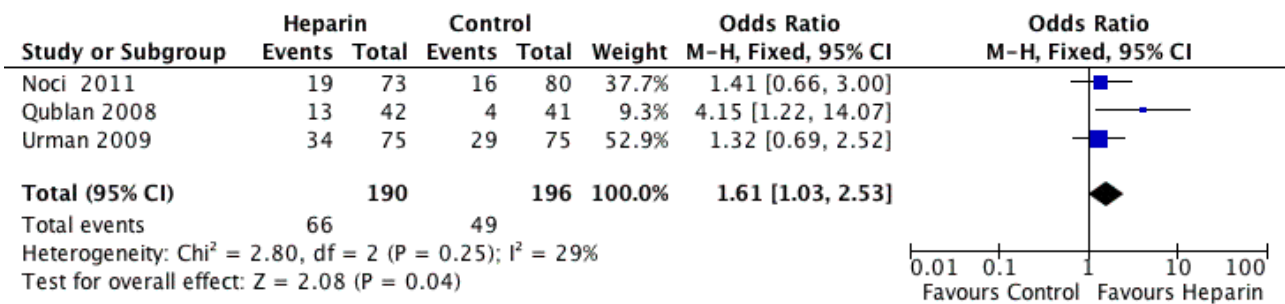 Heparin Control Odds Ratio Odds Ratio
Study or Subgroup Events Total Events Total Weight M-H, Fixed, 95% CI M-H, Fixed, 95% CI
Noci 2011 19 73 16 80 37.7% 1.41 [0.66, 3.00]
Qublan 2008 13 42 4 41 9.3% 4.15 [1.22, 14.07]
Urman 2009 34 75 29 75 52.9% 1.32 [0.69, 2.52]
Total (95% CI) 190 196 100.0% 1.61 [1.03, 2.53]
Total events 66 49
Heterogeneity: Chi² = 2.80, df = 2 (P = 0.25); I² = 29%
Test for overall effect: Z = 2.08 (P = 0.04)
0.01 0.1 1 10 100
Favours Control Favours Heparin